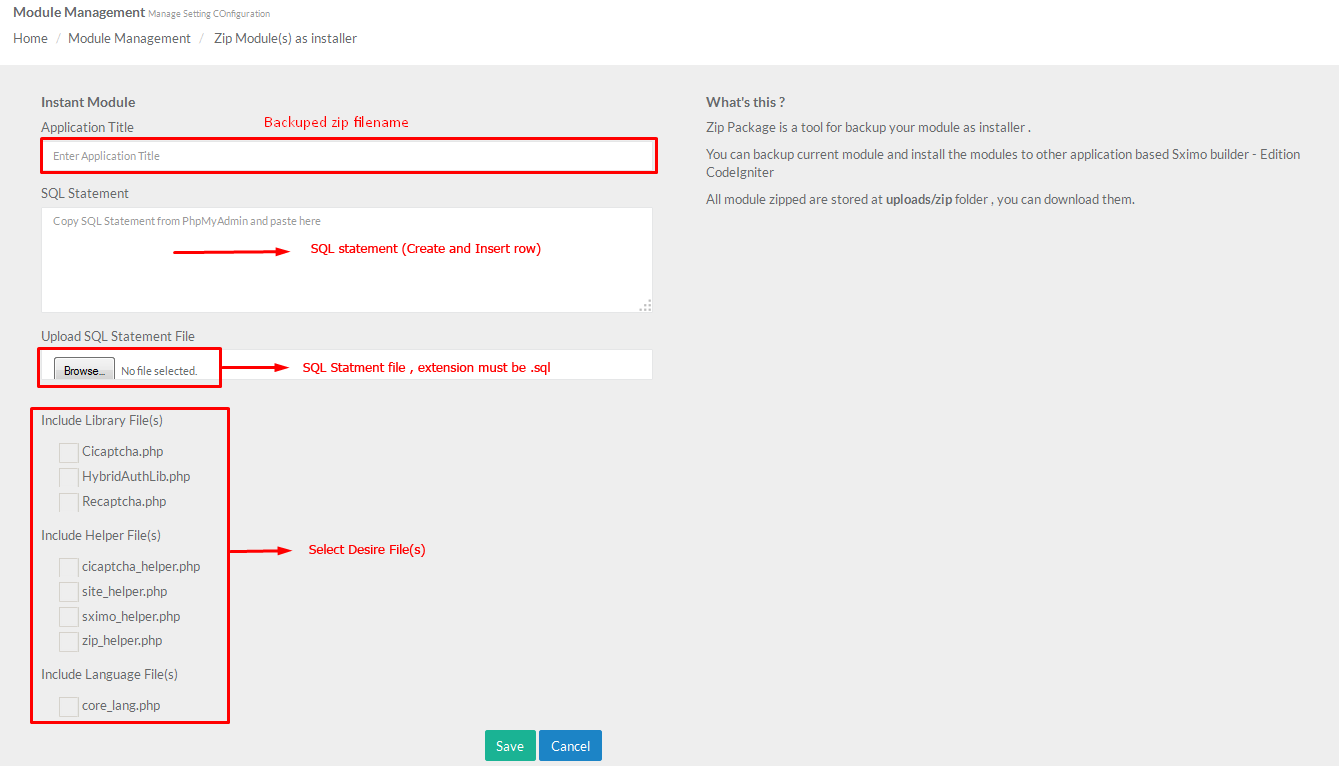 Module Management Manage Setting COnfiguration
Home / Module Management / Zip Module(s) as installer
Instant Module
Application Title
Backuped zip filename
Enter Application Title
SQL Statement
Copy SQL Statement from PhpMyAdmin and paste here
SQL statement (Create and Insert row)
Upload SQL Statement File
Browse... No file selected.
SQL Statment file , extension must be .sql
Include Library File(s)
Cicaptcha.php
HybridAuthLib.php
Recaptcha.php
Include Helper File(s)
cicaptcha_helper.php
site_helper.php
sximo_helper.php
zip_helper.php
Select Desire File(s)
Include Language File(s)
core_lang.php
Save Cancel
What's this ?
Zip Package is a tool for backup your module as installer .
You can backup current module and install the modules to other application based Sximo builder - Edition
CodeIgniter
All module zipped are stored at uploads/zip folder , you can download them.